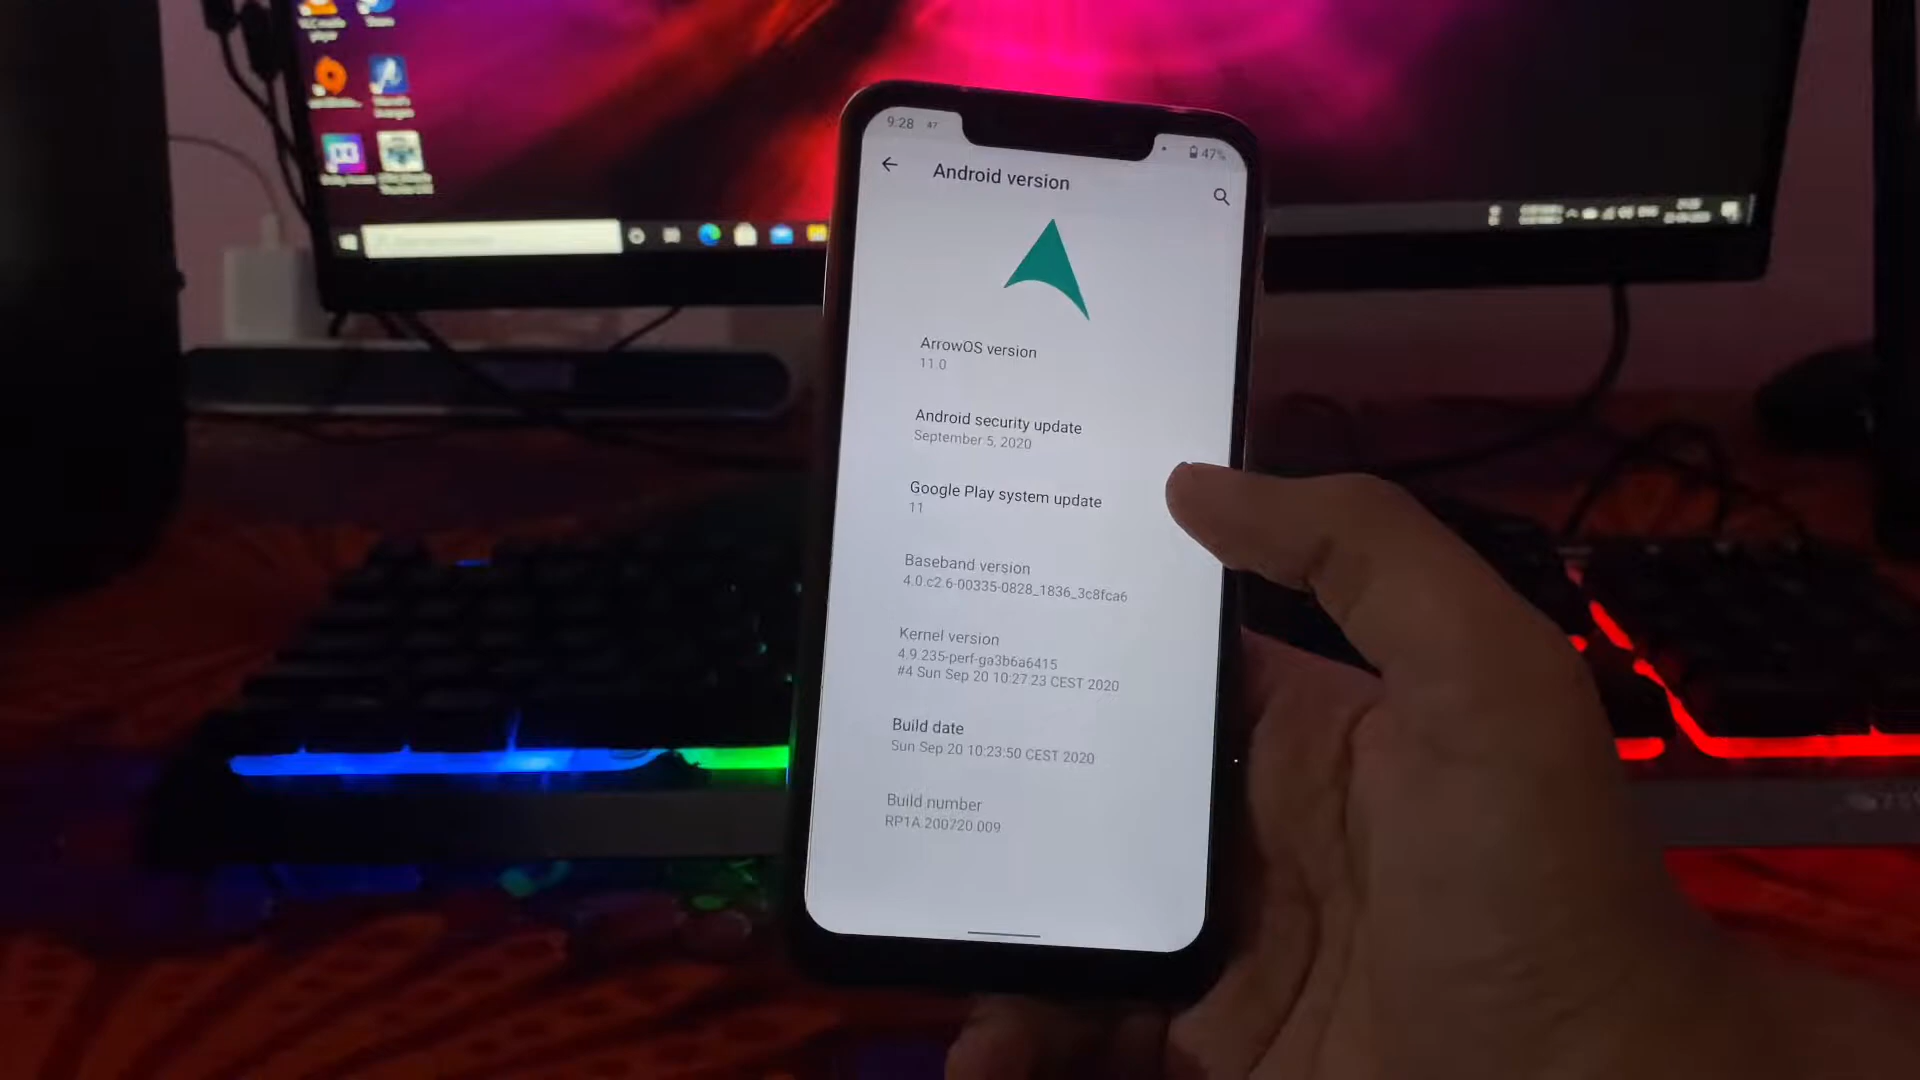 9:28 47
47%
Android version
ArrowOS version
11.0
Android security update
September 5, 2020
Google Play system update
11
Baseband version
4.0.c2.6-00335-0828_1836_3c8fca6
Kernel version
4.9.235-perf-ga3b6a6415
#4 Sun Sep 20 10:27:23 CEST 2020
Build date
Sun Sep 20 10:23:50 CEST 2020
Build number
RP1A.200720.009